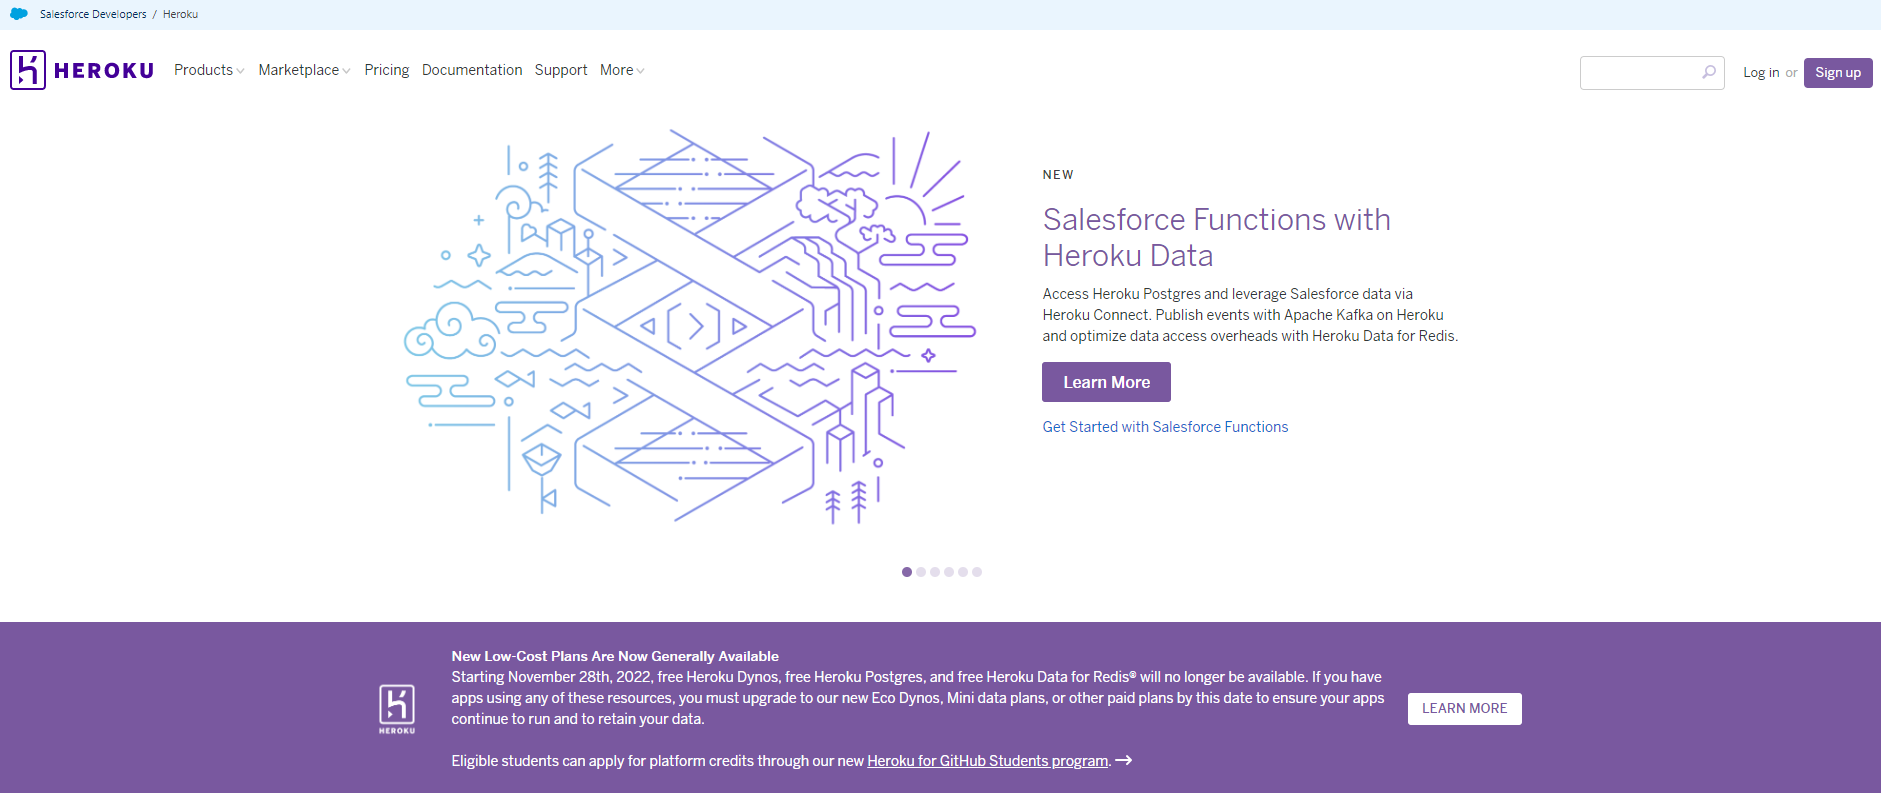 Salesforce Developers / Heroku
HEROKU Products Marketplace Pricing Documentation Support More Log in or Sign up
NEW
Salesforce Functions with
Heroku Data
Access Heroku Postgres and leverage Salesforce data via
Heroku Connect. Publish events with Apache Kafka on Heroku
and optimize data access overheads with Heroku Data for Redis.
Learn More
Get Started with Salesforce Functions
New Low-Cost Plans Are Now Generally Available
Starting November 28th, 2022, free Heroku Dynos, free Heroku Postgres, and free Heroku Data for Redis® will no longer be available. If you have
apps using any of these resources, you must upgrade to our new Eco Dynos, Mini data plans, or other paid plans by this date to ensure your apps
continue to run and to retain your data.
HEROKU
LEARN MORE
Eligible students can apply for platform credits through our new Heroku for GitHub Students program. →